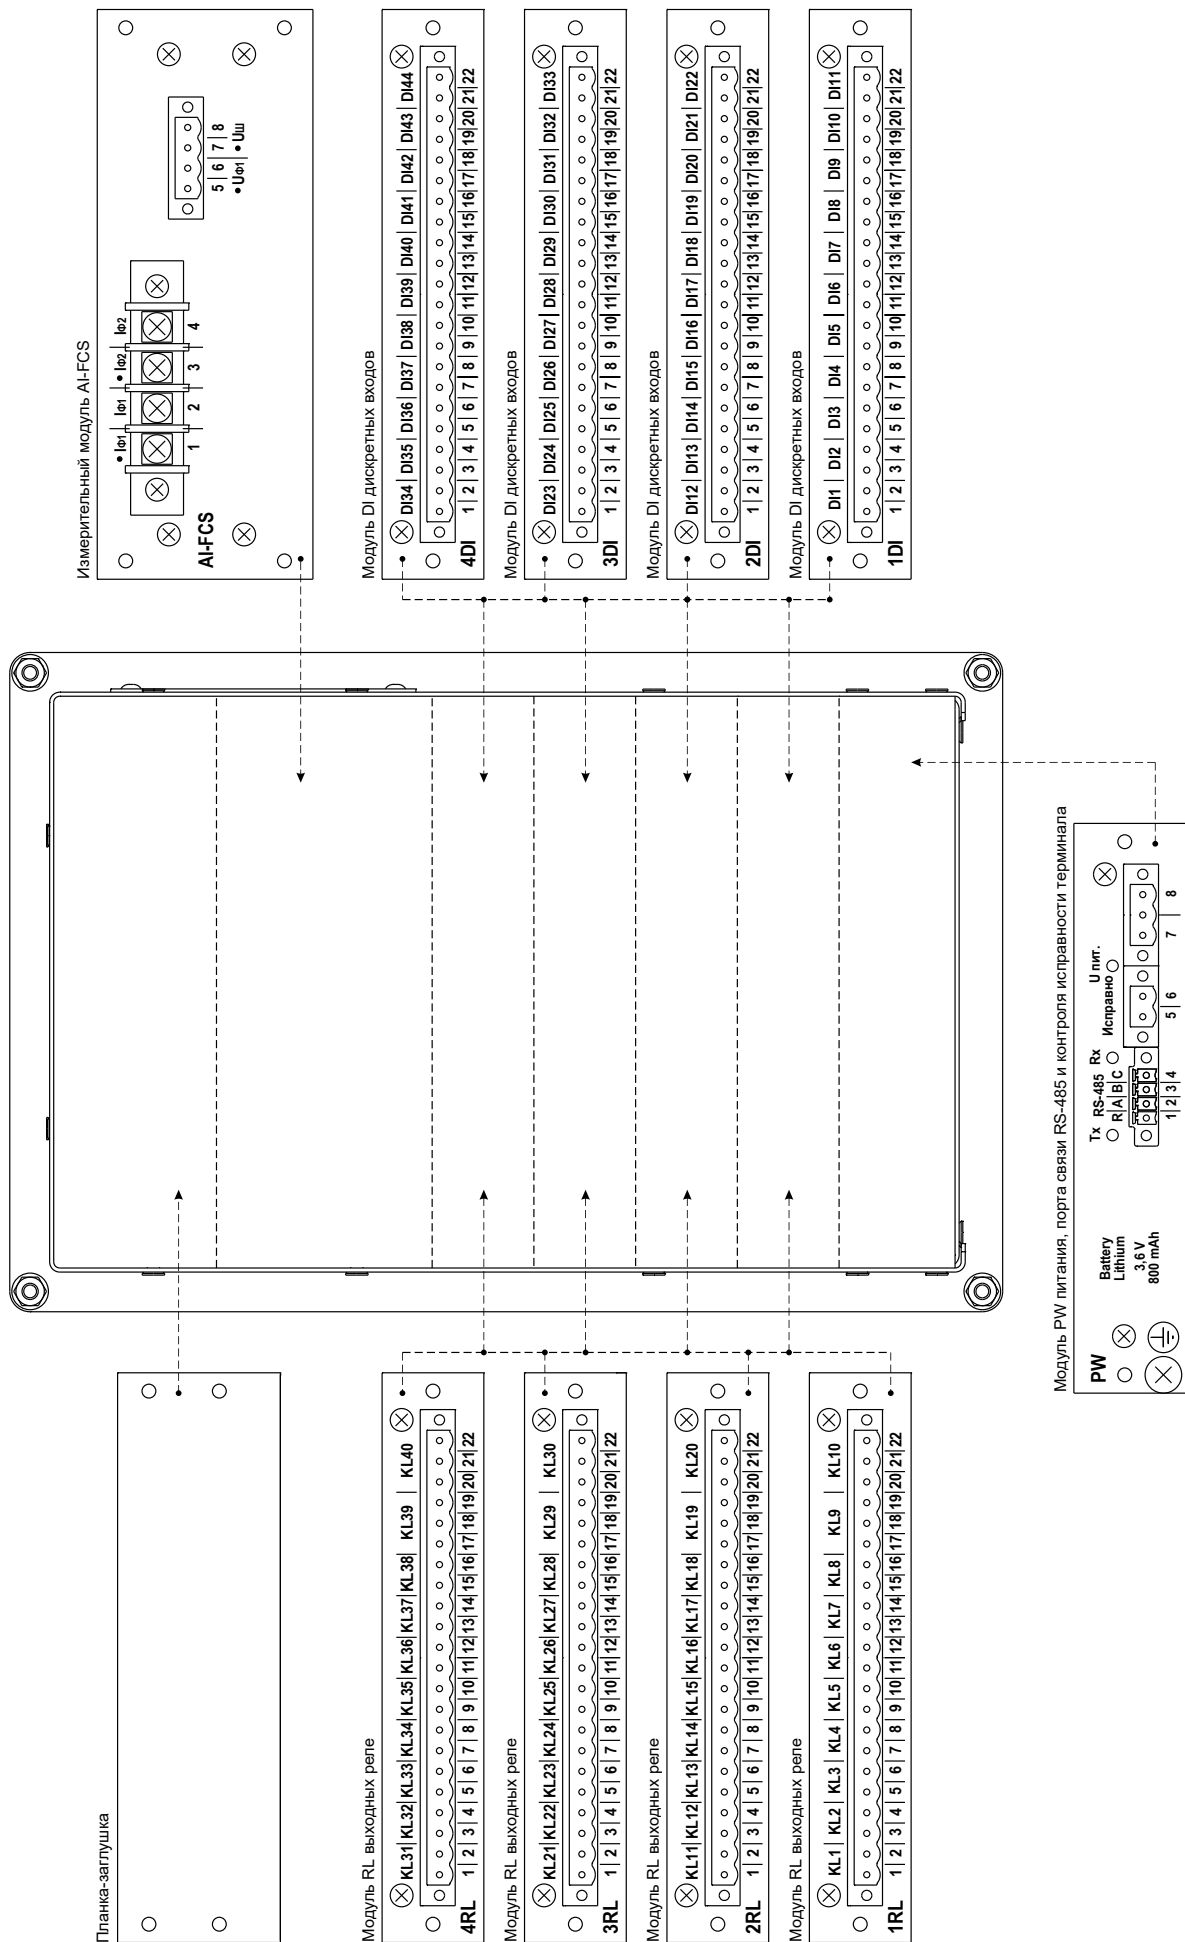 Планка-заглушка
Модуль RL выходных реле
KL31 | KL32 | KL33 | KL34 | KL35 | KL36 | KL37 | KL38 | KL39 | KL40
1 | 2 | 3 | 4 | 5 | 6 | 7 | 8 | 9 | 10 | 11 | 12 | 13 | 14 | 15 | 16 | 17 | 18 | 19 | 20 | 21 | 22
4RL
Модуль RL выходных реле
KL21 | KL22 | KL23 | KL24 | KL25 | KL26 | KL27 | KL28 | KL29 | KL30
1 | 2 | 3 | 4 | 5 | 6 | 7 | 8 | 9 | 10 | 11 | 12 | 13 | 14 | 15 | 16 | 17 | 18 | 19 | 20 | 21 | 22
3RL
Модуль RL выходных реле
KL11 | KL12 | KL13 | KL14 | KL15 | KL16 | KL17 | KL18 | KL19 | KL20
1 | 2 | 3 | 4 | 5 | 6 | 7 | 8 | 9 | 10 | 11 | 12 | 13 | 14 | 15 | 16 | 17 | 18 | 19 | 20 | 21 | 22
2RL
Модуль RL выходных реле
KL1 | KL2 | KL3 | KL4 | KL5 | KL6 | KL7 | KL8 | KL9 | KL10
1 | 2 | 3 | 4 | 5 | 6 | 7 | 8 | 9 | 10 | 11 | 12 | 13 | 14 | 15 | 16 | 17 | 18 | 19 | 20 | 21 | 22
1RL
Измерительный модуль AI-FCS
• Iф1 | Iф1 | • Iф2 | Iф2
1 2 3 4
5 | 6 | 7 | 8
• Uф1 | • Uш
AI-FCS
Модуль DI дискретных входов
DI34 | DI35 | DI36 | DI37 | DI38 | DI39 | DI40 | DI41 | DI42 | DI43 | DI44
1 | 2 | 3 | 4 | 5 | 6 | 7 | 8 | 9 | 10 | 11 | 12 | 13 | 14 | 15 | 16 | 17 | 18 | 19 | 20 | 21 | 22
4DI
Модуль DI дискретных входов
DI23 | DI24 | DI25 | DI26 | DI27 | DI28 | DI29 | DI30 | DI31 | DI32 | DI33
1 | 2 | 3 | 4 | 5 | 6 | 7 | 8 | 9 | 10 | 11 | 12 | 13 | 14 | 15 | 16 | 17 | 18 | 19 | 20 | 21 | 22
3DI
Модуль DI дискретных входов
DI12 | DI13 | DI14 | DI15 | DI16 | DI17 | DI18 | DI19 | DI20 | DI21 | DI22
1 | 2 | 3 | 4 | 5 | 6 | 7 | 8 | 9 | 10 | 11 | 12 | 13 | 14 | 15 | 16 | 17 | 18 | 19 | 20 | 21 | 22
2DI
Модуль DI дискретных входов
DI1 | DI2 | DI3 | DI4 | DI5 | DI6 | DI7 | DI8 | DI9 | DI10 | DI11
1 | 2 | 3 | 4 | 5 | 6 | 7 | 8 | 9 | 10 | 11 | 12 | 13 | 14 | 15 | 16 | 17 | 18 | 19 | 20 | 21 | 22
1DI
Модуль PW питания, порта связи RS-485 и контроля исправности терминала
PW
Battery
Lithium
3,6 V
800 mAh
Tx RS-485 Rx
R | A | B | C
1 | 2 | 3 | 4
Исправно
U пит.
5 | 6
7 | 8